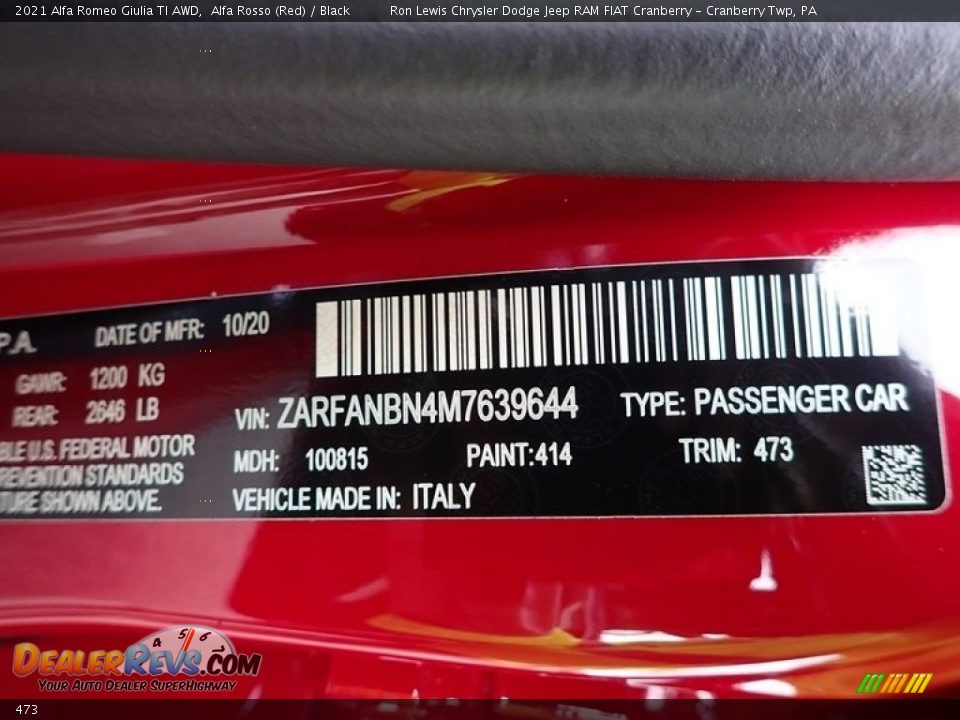 2021 Alfa Romeo Giulia TI AWD, Alfa Rosso (Red) / Black Ron Lewis Chrysler Dodge Jeep RAM FIAT Cranberry - Cranberry Twp, PA
P.A. DATE OF MFR: 10/20
GAWR: 1200 KG
REAR: 2646 LB
VIN: ZARFANBN4M7639644 TYPE: PASSENGER CAR
BLE U.S. FEDERAL MOTOR
MDH: 100815 PAINT:414 TRIM: 473
REVENTION STANDARDS
TURE SHOWN ABOVE.
VEHICLE MADE IN: ITALY
4 5 6
DEALERREVS.COM
YOUR AUTO DEALER SUPERHIGHWAY
473